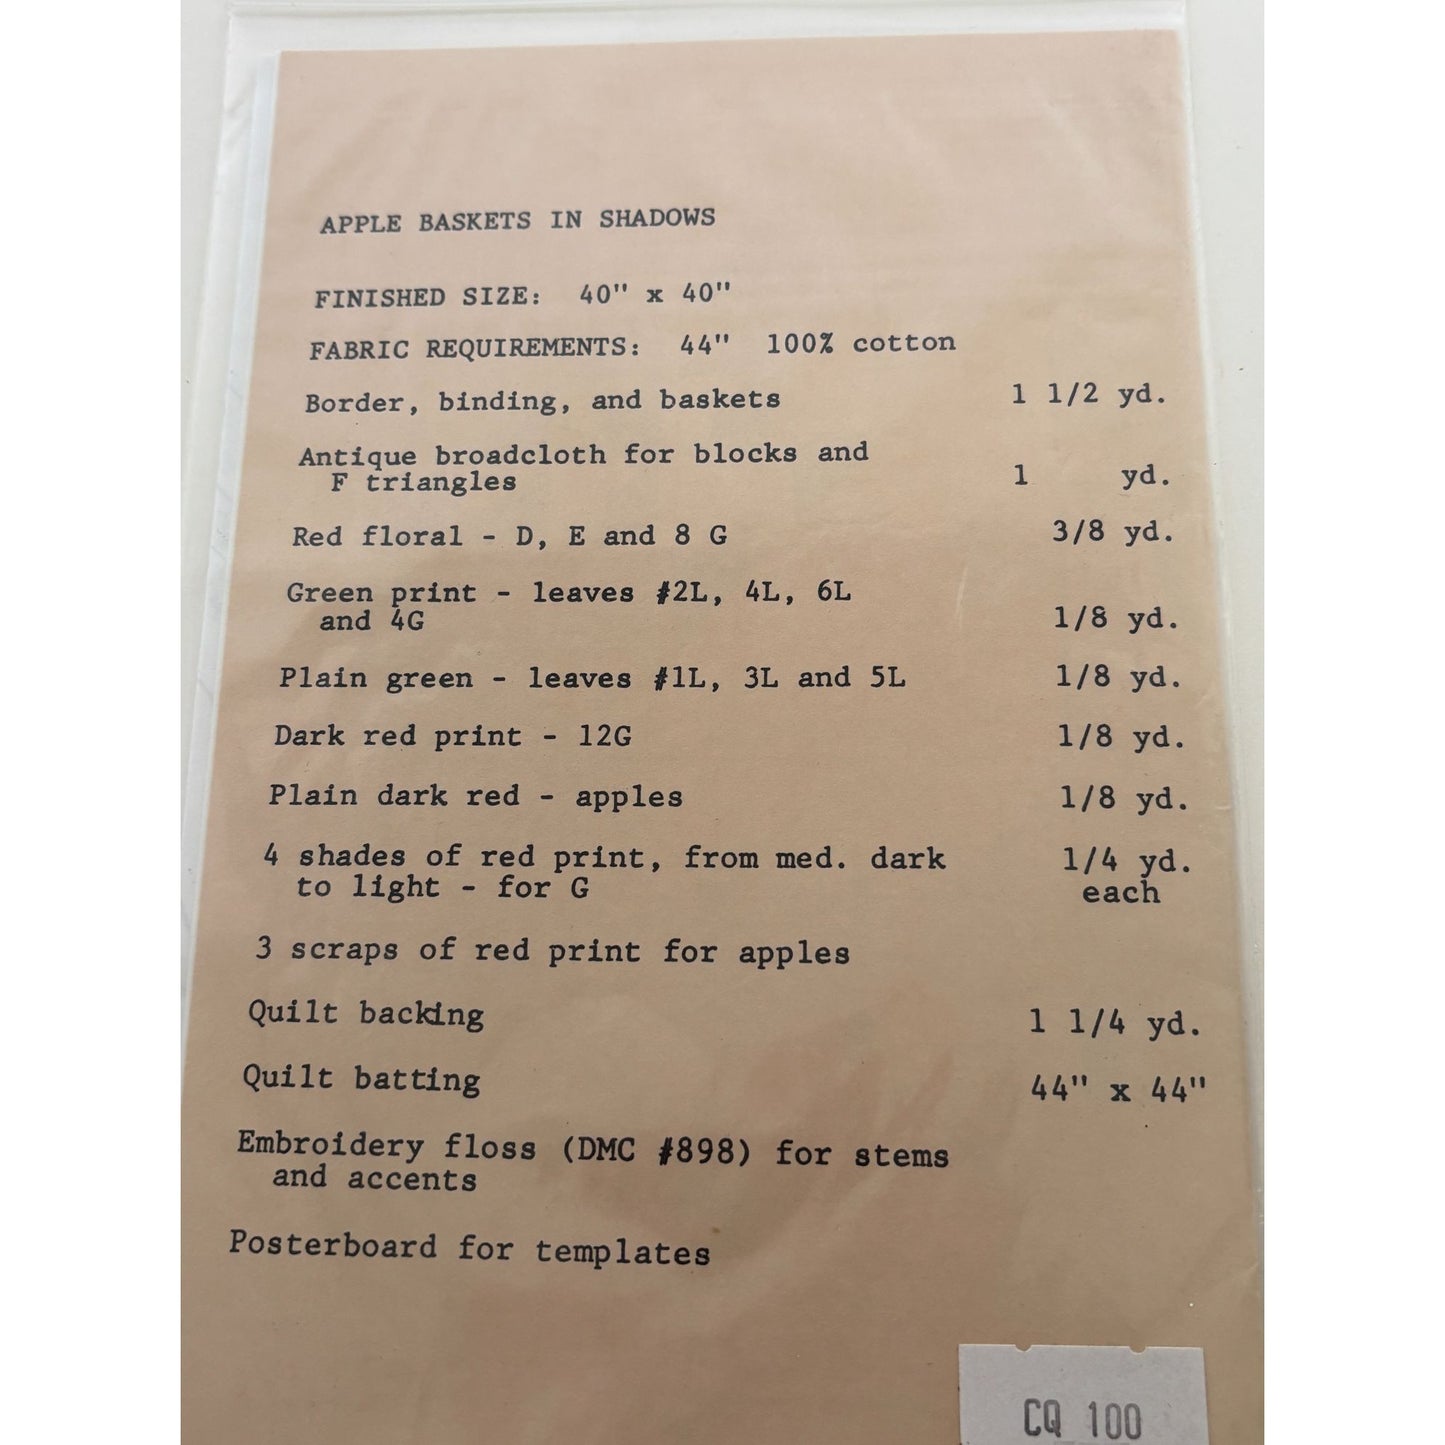 APPLE BASKETS IN SHADOWS
FINISHED SIZE: 40" x 40"
FABRIC REQUIREMENTS: 44" 100% cotton
Border, binding, and baskets 1 1/2 yd.
Antique broadcloth for blocks and
F triangles 1 yd.
Red floral - D, E and 8 G 3/8 yd.
Green print - leaves #2L, 4L, 6L
and 4G 1/8 yd.
Plain green - leaves #1L, 3L and 5L 1/8 yd.
Dark red print - 12G 1/8 yd.
Plain dark red - apples 1/8 yd.
4 shades of red print, from med. dark 1/4 yd.
to light - for G each
3 scraps of red print for apples
Quilt backing 1 1/4 yd.
Quilt batting 44" x 44"
Embroidery floss (DMC #898) for stems
and accents
Posterboard for templates
CQ 100